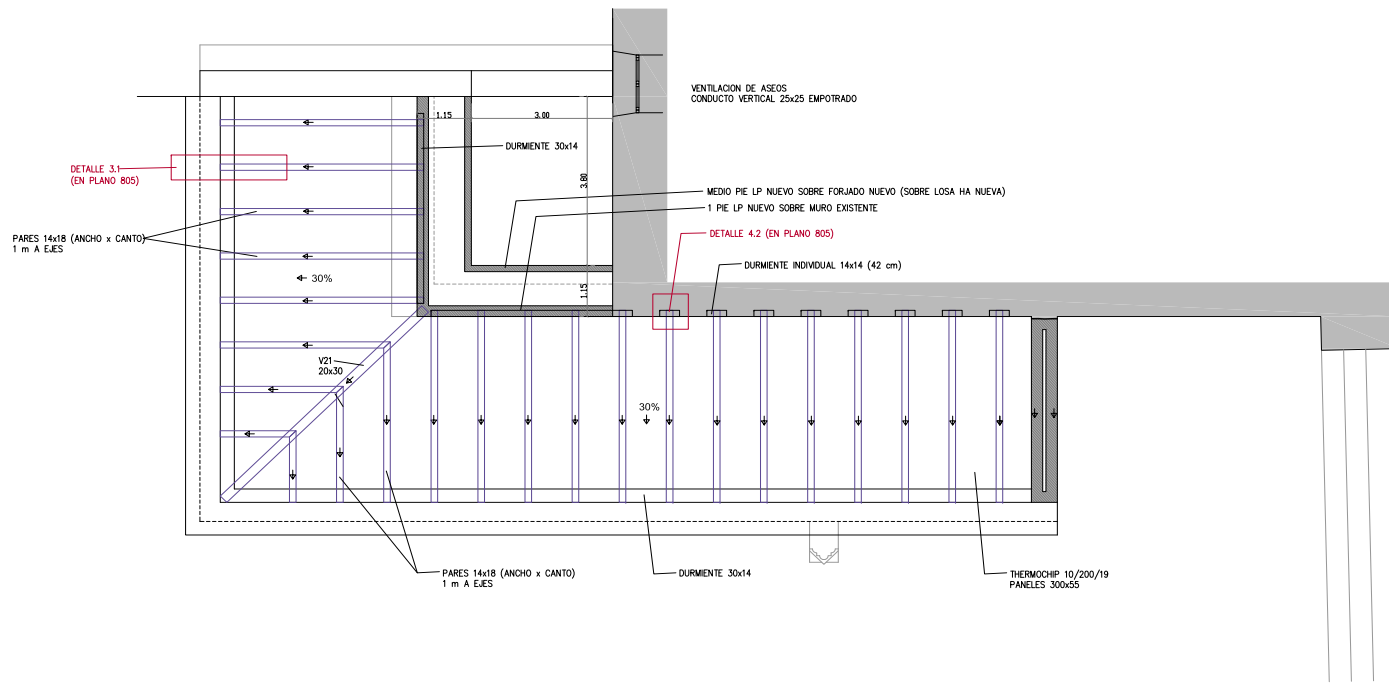 VENTILACION DE ASEOS
CONDUCTO VERTICAL 25x25 EMPOTRADO
1.15
3.00
DURMIENTE 30x14
DETALLE 3.1
(EN PLANO 805)
3.80
MEDIO PIE LP NUEVO SOBRE FORJADO NUEVO (SOBRE LOSA HA NUEVA)
1 PIE LP NUEVO SOBRE MURO EXISTENTE
PARES 14x18 (ANCHO x CANTO)
1 m A EJES
DETALLE 4.2 (EN PLANO 805)
DURMIENTE INDIVIDUAL 14x14 (42 cm)
30%
1.15
V21
20x30
30%
PARES 14x18 (ANCHO x CANTO)
1 m A EJES
DURMIENTE 30x14
THERMOCHIP 10/200/19
PANELES 300x55